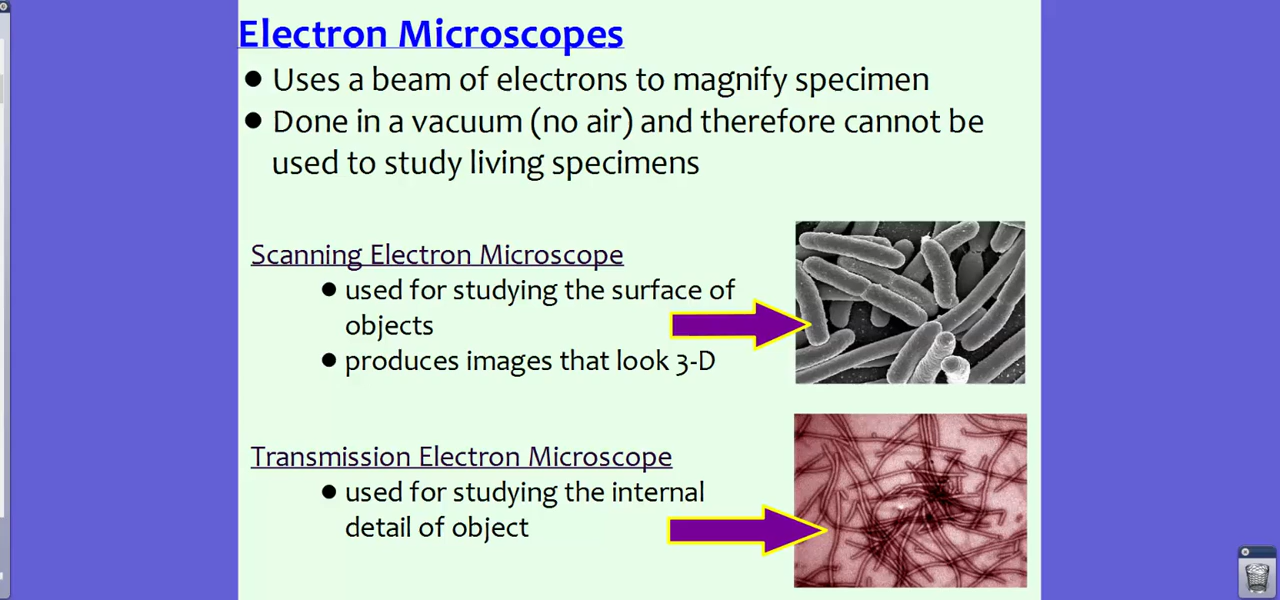 Electron Microscopes
● Uses a beam of electrons to magnify specimen
● Done in a vacuum (no air) and therefore cannot be
used to study living specimens
Scanning Electron Microscope
● used for studying the surface of
objects
● produces images that look 3-D
Transmission Electron Microscope
● used for studying the internal
detail of object